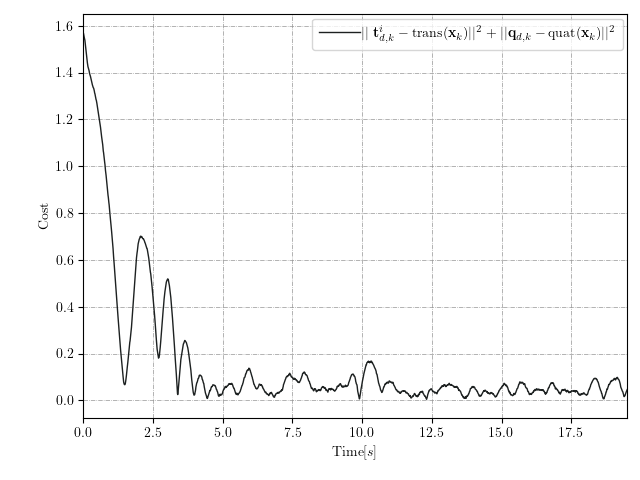 || t^i_{d,k} − trans(x_k)||^2 + ||q_{d,k} − quat(x_k)||^2
1.6
1.4
1.2
1.0
0.8
0.6
0.4
0.2
0.0
Cost
0.0 2.5 5.0 7.5 10.0 12.5 15.0 17.5
Time[s]